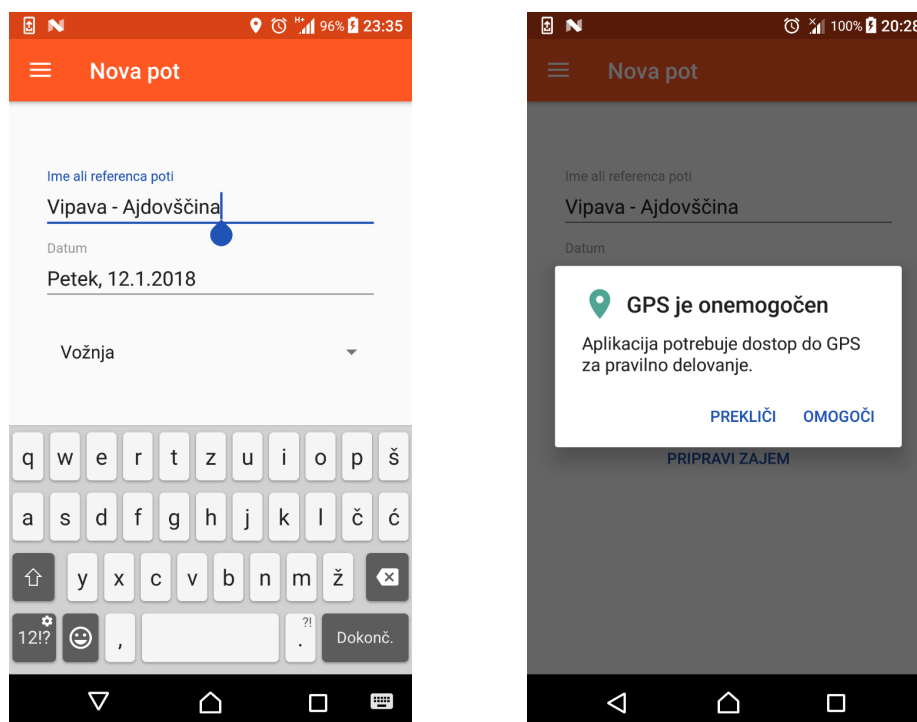 96% 23:35
Nova pot
Ime ali referenca poti
Vipava - Ajdovščina
Datum
Petek, 12.1.2018
Vožnja
q w e r t z u i o p š
a s d f g h j k l č ć
y x c v b n m ž
12!? , ?! . Dokonč.
100% 20:28
Nova pot
Ime ali referenca poti
Vipava - Ajdovščina
Datum
GPS je onemogočen
Aplikacija potrebuje dostop do GPS
za pravilno delovanje.
PREKLIČI OMOGOČI
PRIPRAVI ZAJEM